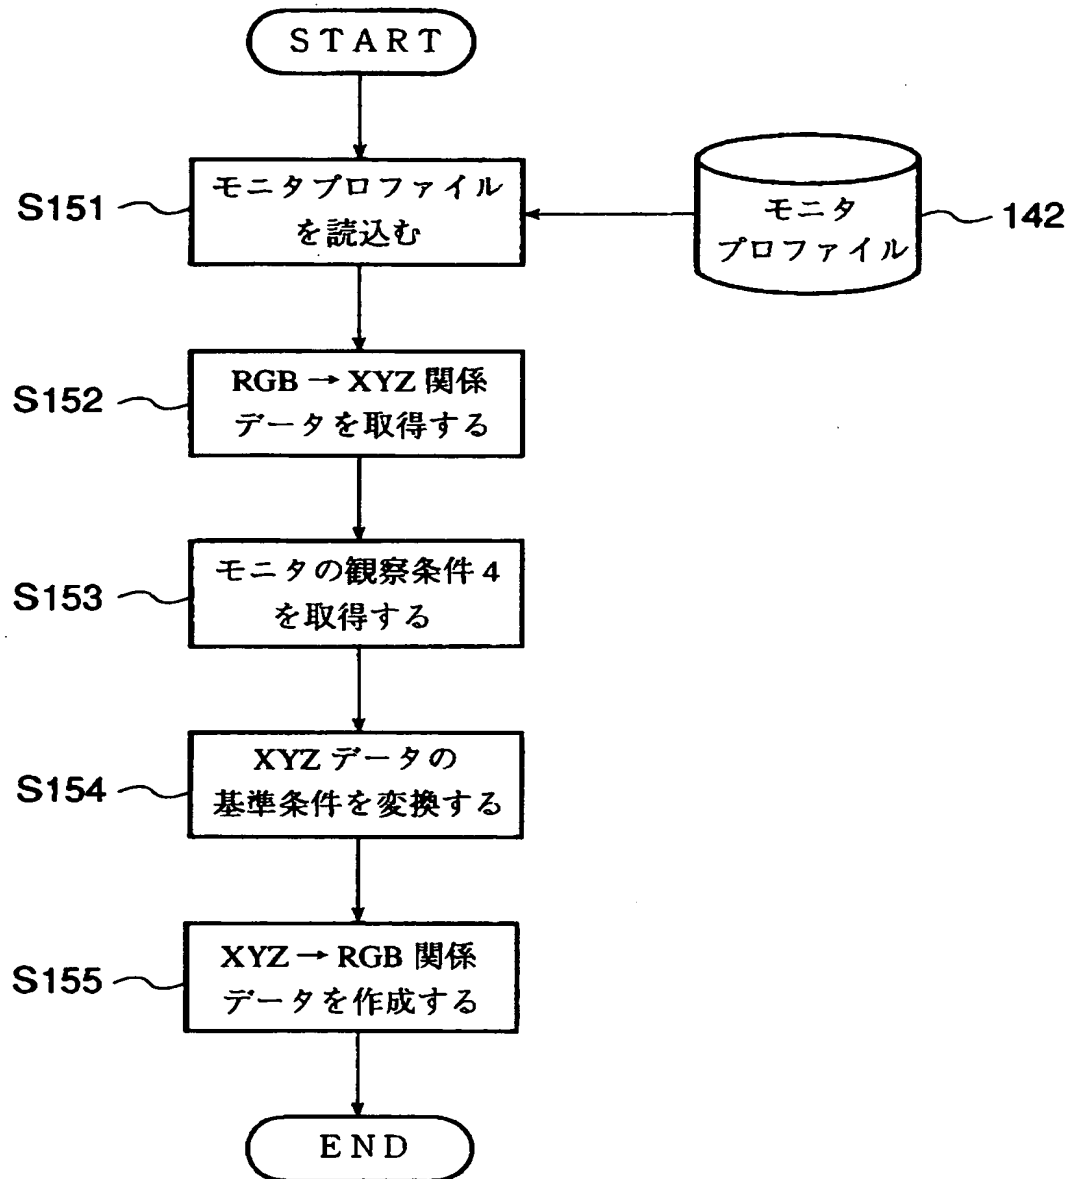 START
S151
モニタプロファイル
を読込む
モニタ
プロファイル
142
S152
RGB → XYZ 関係
データを取得する
S153
モニタの観察条件 4
を取得する
S154
XYZ データの
基準条件を変換する
S155
XYZ → RGB 関係
データを作成する
END